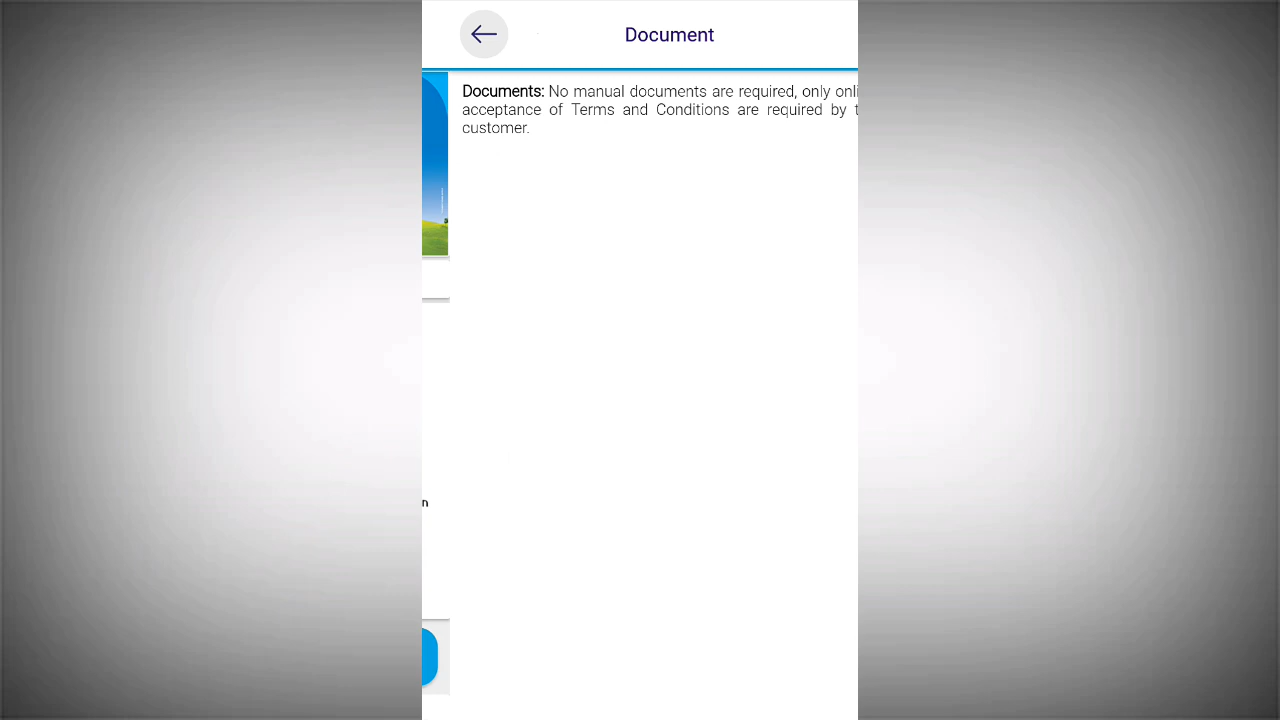 Document
Documents: No manual documents are required, only onli
acceptance of Terms and Conditions are required by t
customer.
n